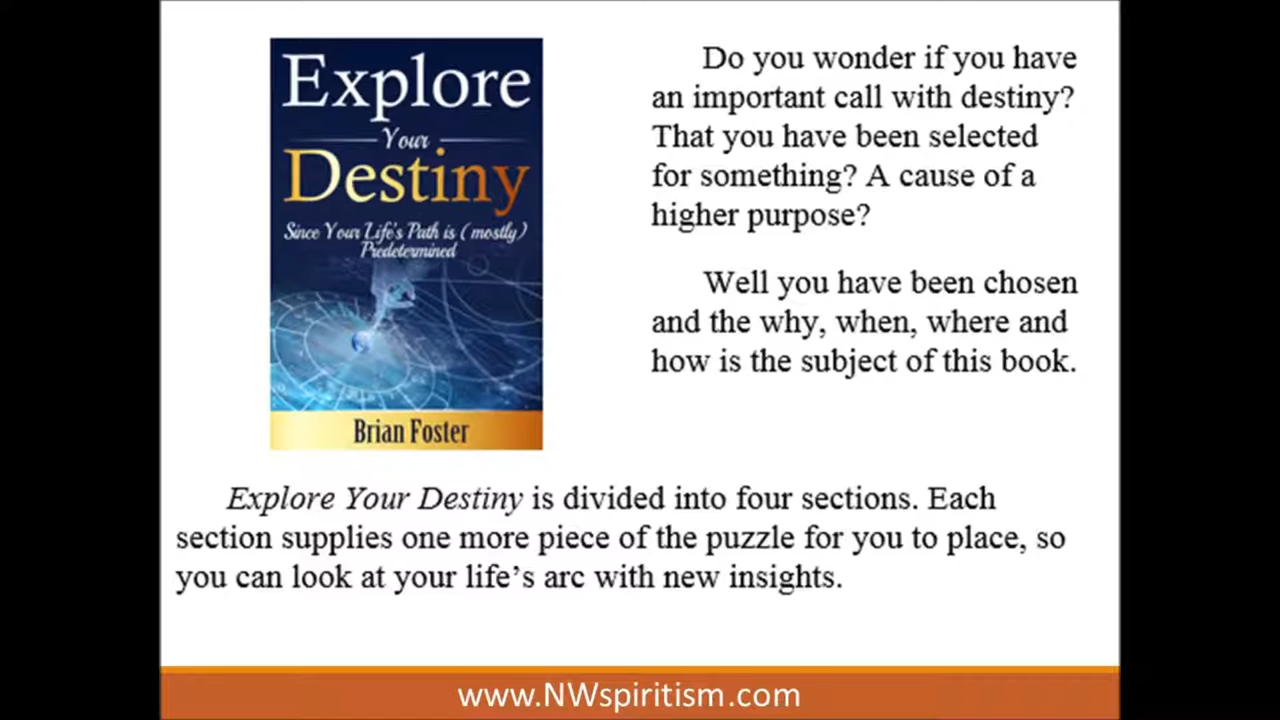 Explore
Your
Destiny
Since Your Life's Path is (mostly)
Predetermined
Brian Foster
Do you wonder if you have
an important call with destiny?
That you have been selected
for something? A cause of a
higher purpose?
Well you have been chosen
and the why, when, where and
how is the subject of this book.
Explore Your Destiny is divided into four sections. Each
section supplies one more piece of the puzzle for you to place, so
you can look at your life’s arc with new insights.
www.NWspiritism.com